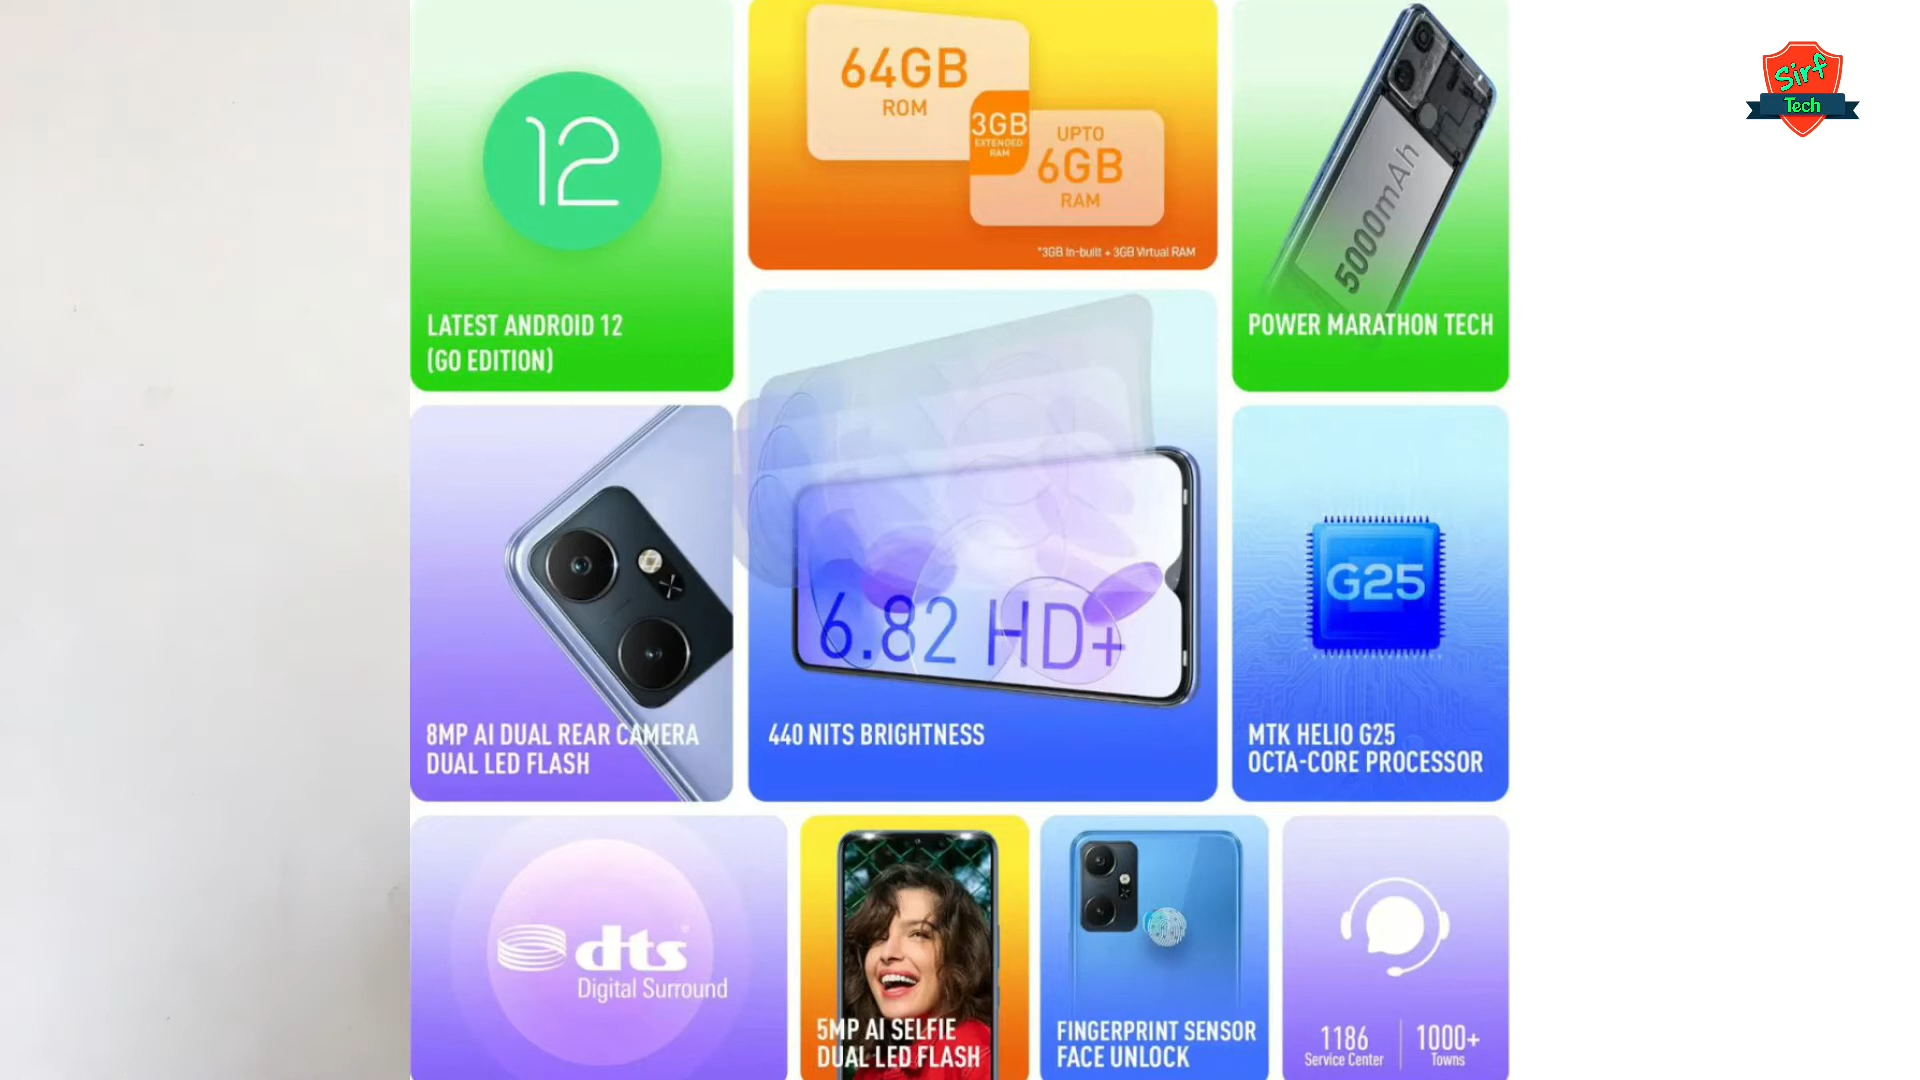 12
LATEST ANDROID 12
(GO EDITION)
64GB
ROM
3GB
EXTENDED
RAM
UPTO
6GB
RAM
*3GB In-built + 3GB Virtual RAM
5000mAh
POWER MARATHON TECH
Sirf
Tech
8MP AI DUAL REAR CAMERA
DUAL LED FLASH
6.82 HD+
440 NITS BRIGHTNESS
G25
MTK HELIO G25
OCTA-CORE PROCESSOR
dts
Digital Surround
5MP AI SELFIE
DUAL LED FLASH
FINGERPRINT SENSOR
FACE UNLOCK
1186
Service Center
1000+
Towns